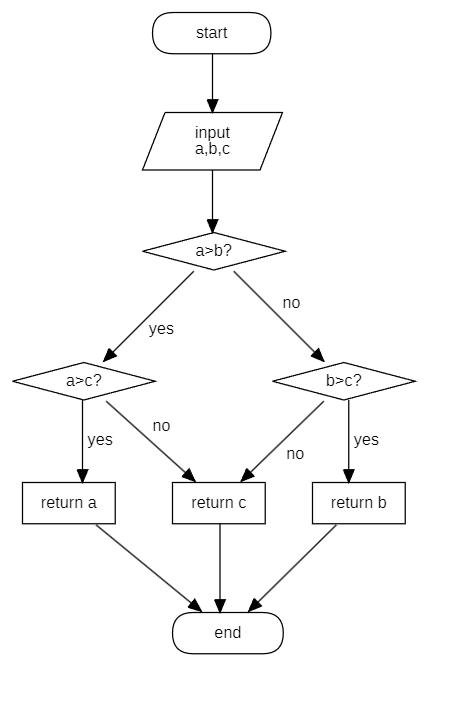 start
input
a,b,c
a>b?
no
yes
a>c?
b>c?
yes
no
no
yes
return a
return c
return b
end